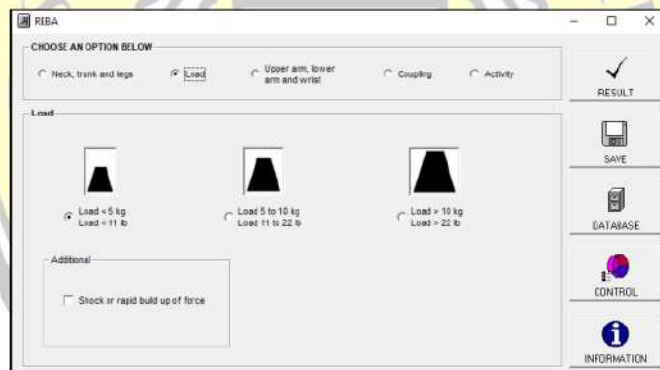 REBA
CHOOSE AN OPTION BELOW
Neck, trunk and legs
Load
Upper arm, lower
arm and wrist
Coupling
Activity
Load
Load < 5 kg
Load < 11 lb
Load 5 to 10 kg
Load 11 to 22 lb
Load > 10 kg
Load > 22 lb
Additional
Shock or rapid build up of force
RESULT
SAVE
DATABASE
CONTROL
INFORMATION